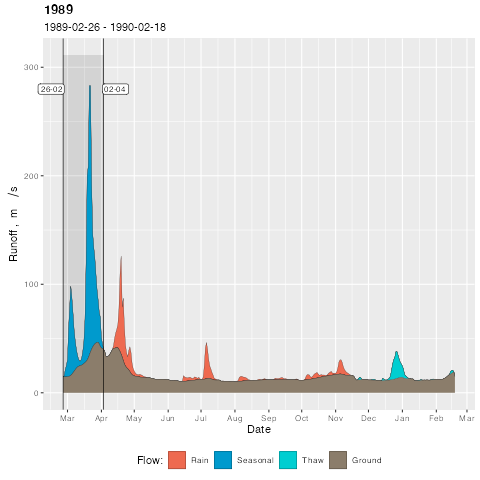 1989
1989-02-26 - 1990-02-18
300
26-02 02-04
200
Runoff, m /s
100
0
Mar Apr May Jun Jul Aug Sep Oct Nov Dec Jan Feb Mar
Date
Flow: Rain Seasonal Thaw Ground